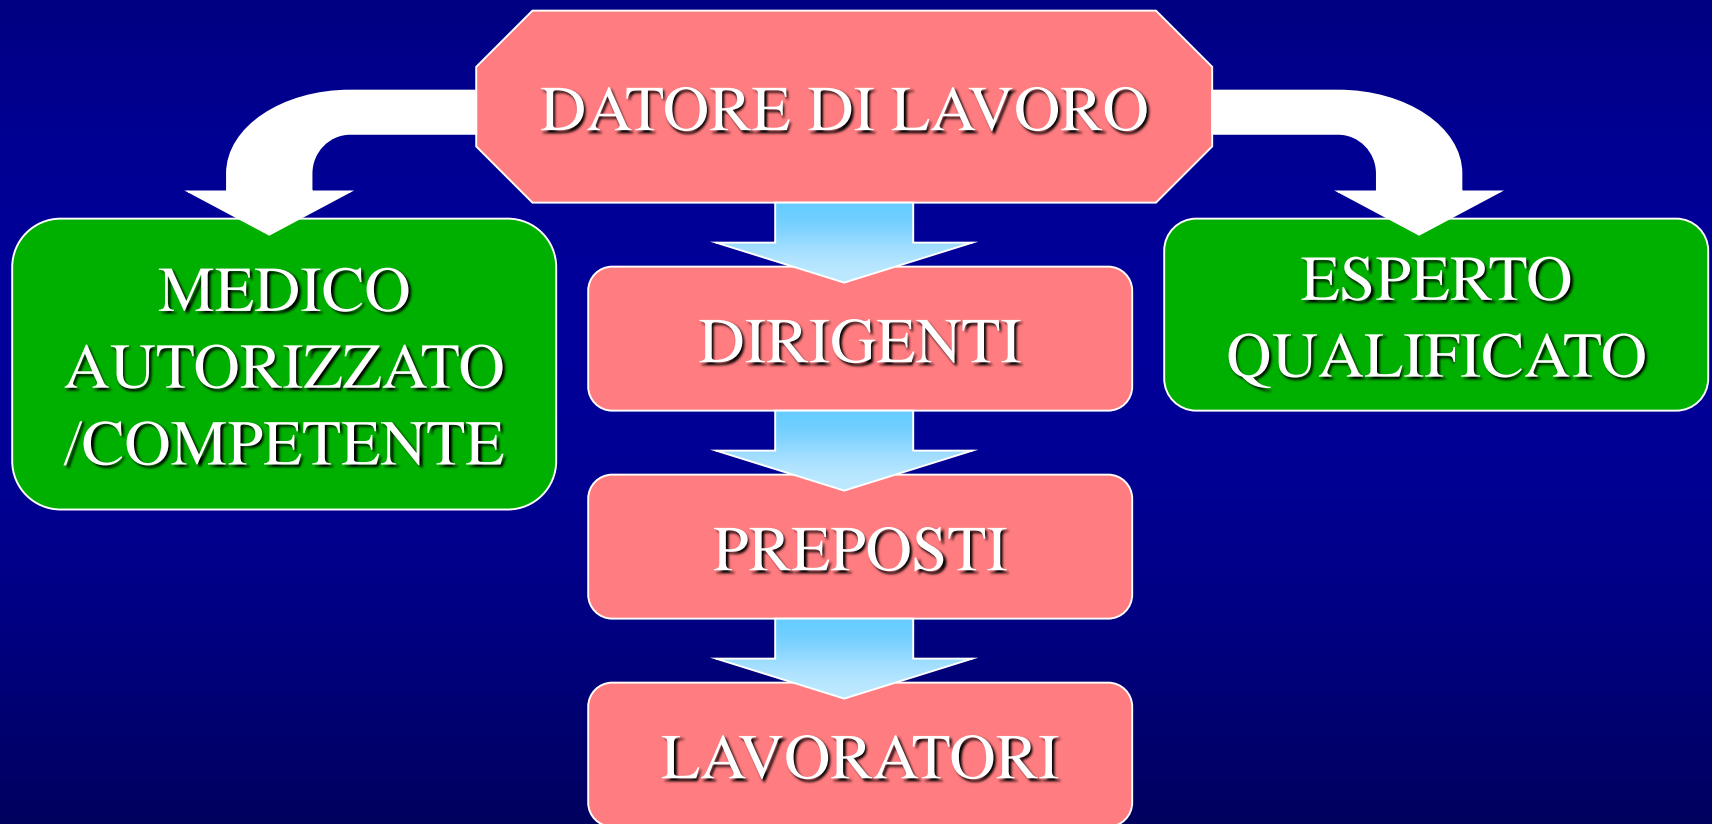 DATORE DI LAVORO
MEDICO
AUTORIZZATO
/COMPETENTE
DIRIGENTI
ESPERTO
QUALIFICATO
PREPOSTI
LAVORATORI